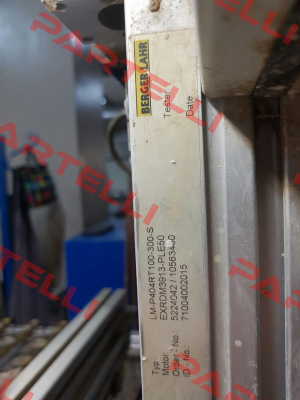 BERGER LAHR
Tester
Date
Typ : LM-P404RT100-300-S
Motor : EXRDM3913-PLE50
Order - No : 5224042 / 10563400
ID - No. : 71004002015
PARTELLI
PARTELLI
PARTELLI
PARTELLI
PARTELLI